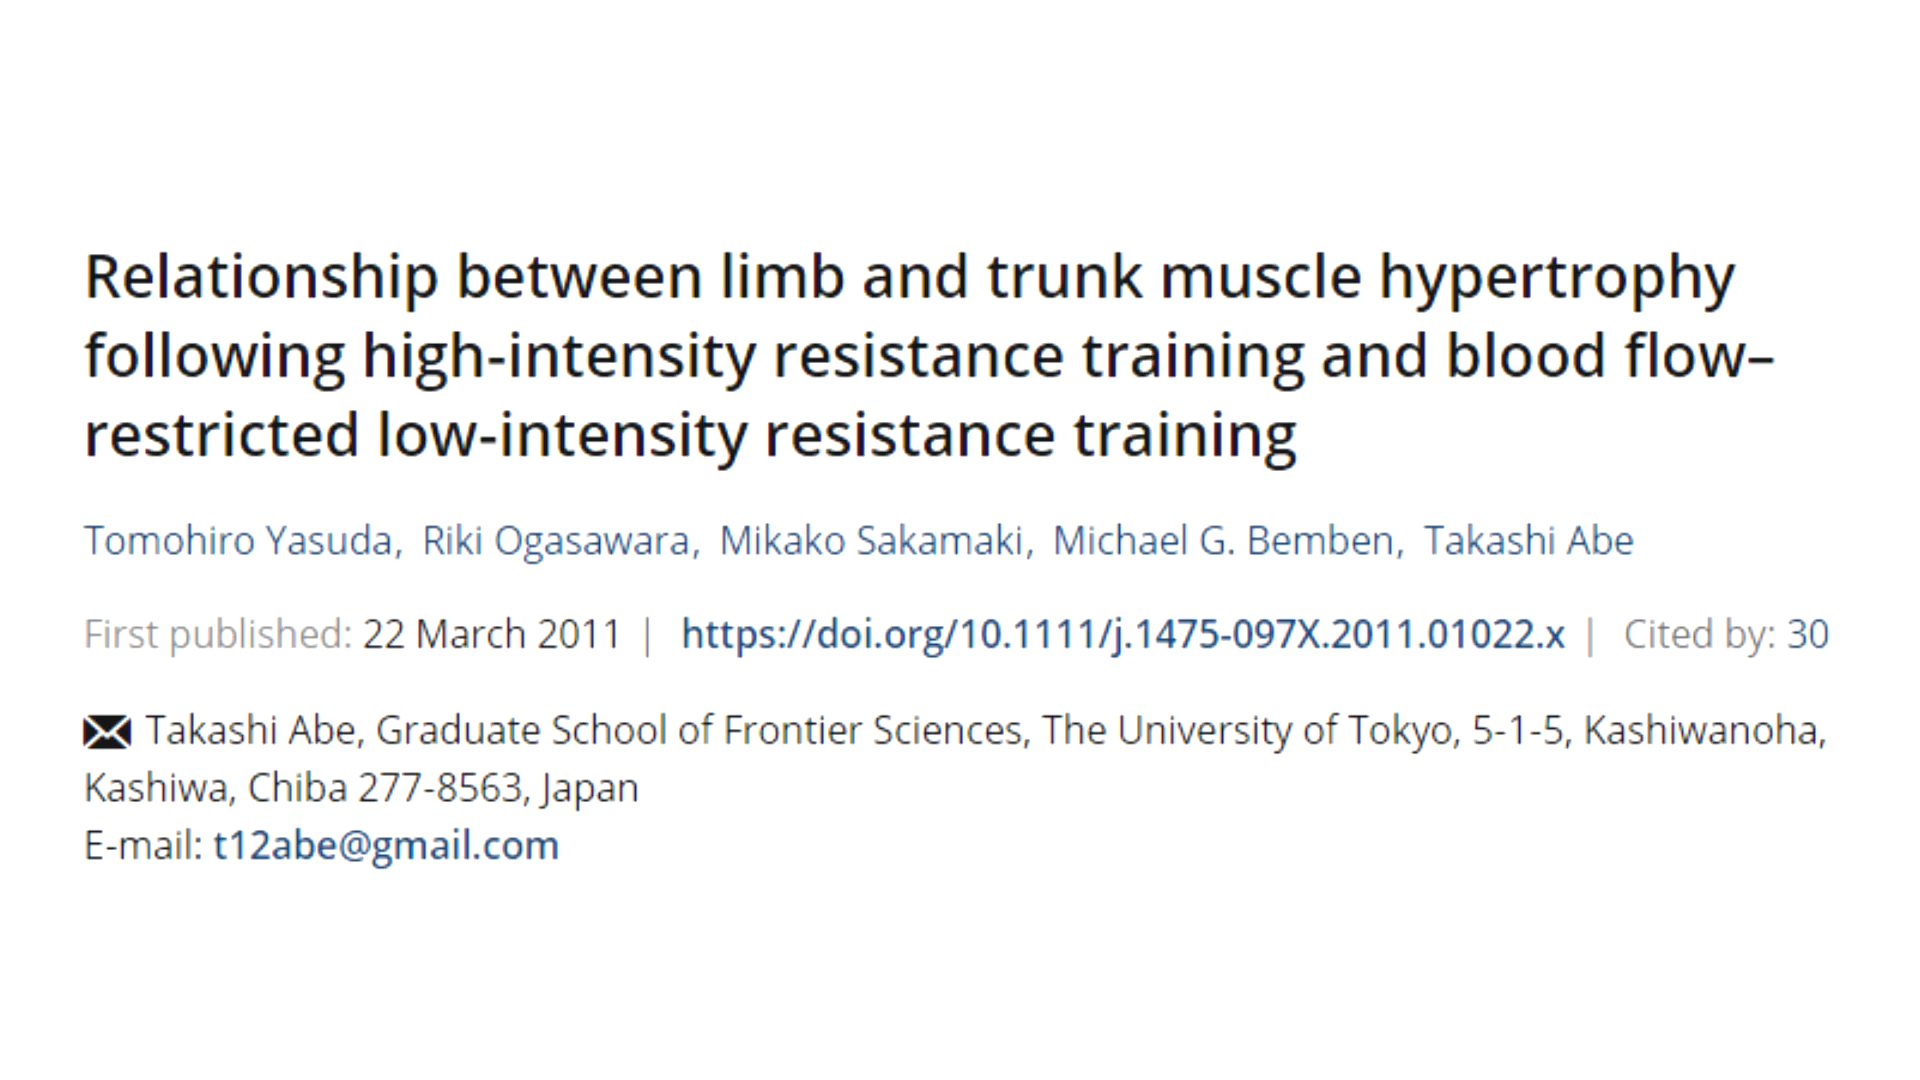 Relationship between limb and trunk muscle hypertrophy
following high-intensity resistance training and blood flow–
restricted low-intensity resistance training
Tomohiro Yasuda, Riki Ogasawara, Mikako Sakamaki, Michael G. Bemben, Takashi Abe
First published: 22 March 2011 | https://doi.org/10.1111/j.1475-097X.2011.01022.x | Cited by: 30
Takashi Abe, Graduate School of Frontier Sciences, The University of Tokyo, 5-1-5, Kashiwanoha,
Kashiwa, Chiba 277-8563, Japan
E-mail: t12abe@gmail.com